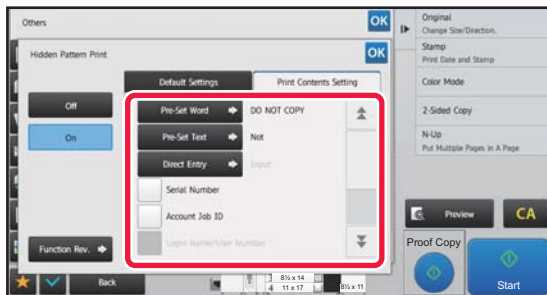 Others
OK
Hidden Pattern Print
OK
Default Settings
Print Contents Setting
Off
On
Pre-Set Word
DO NOT COPY
Pre-Set Text
Not
Direct Entry
Input
Serial Number
Account Job ID
Login Name/User Number
Function Rev.
Back
8½ x 14
4 11 x 17
8½ x 11
Original
Change Size/Direction.
Stamp
Print Date and Stamp
Color Mode
2-Sided Copy
N-Up
Put Multiple Pages in A Page
Preview
CA
Proof Copy
Start